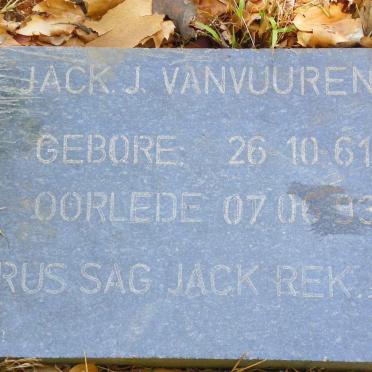 JACK. J. VANVUUREN
GEBORE. 26-10-61
OORLEDE 07.06.93
RUS SAG JACK REK.